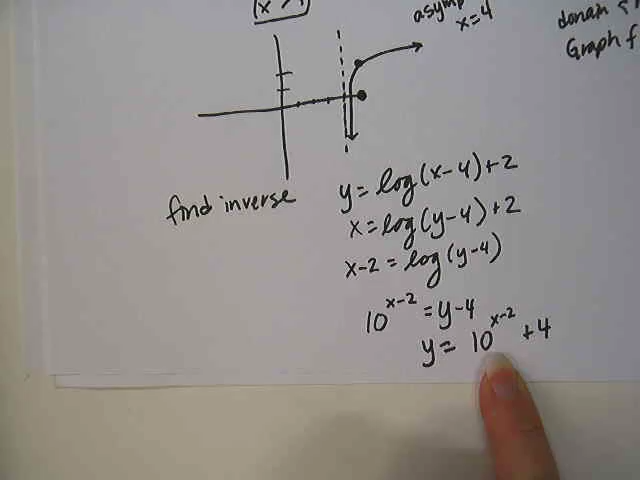 asymp
x=4
Graph f
find inverse
y = log(x-4)+2
x = log(y-4)+2
x-2 = log(y-4)
10^{x-2} = y-4
y = 10^{x-2} +4